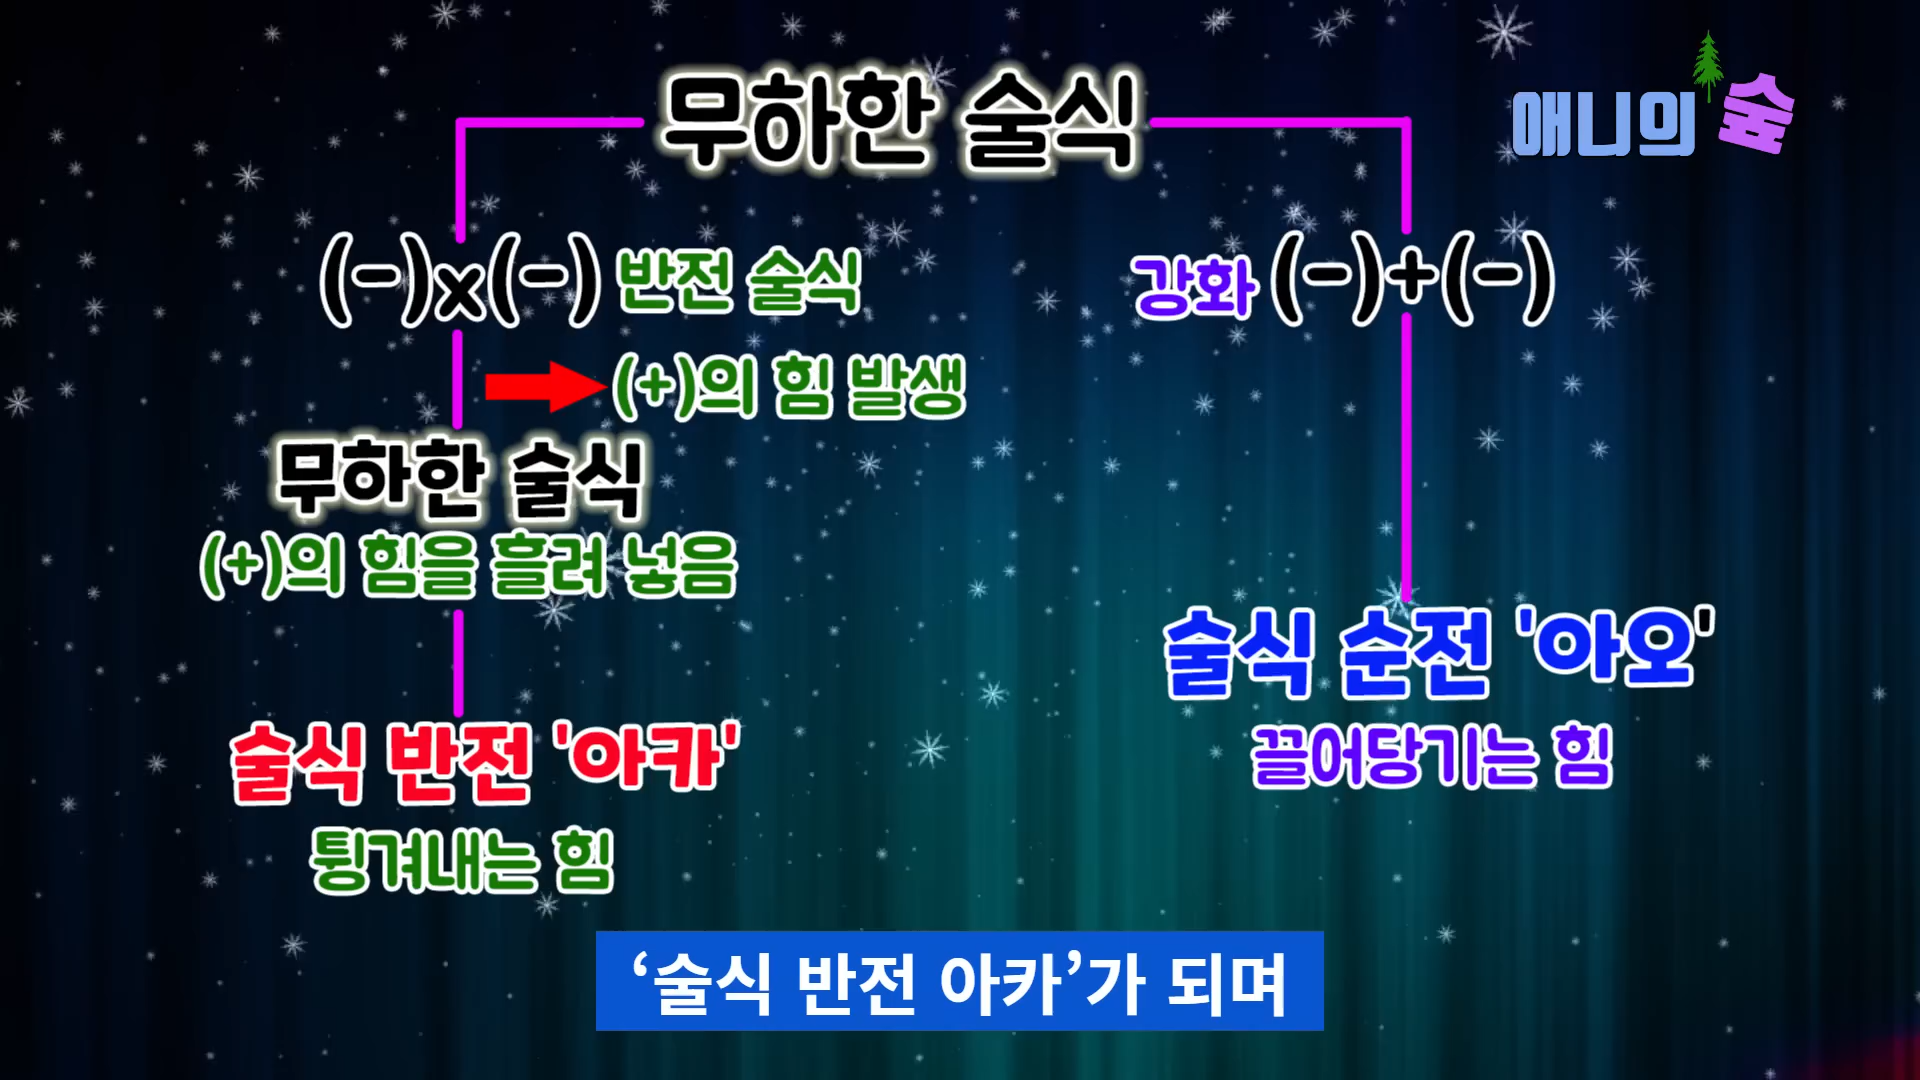 무하한 술식
애니의 숲
(-)x(-) 반전 술식
(+)의 힘 발생
무하한 술식
(+)의 힘을 흘려 넣음
술식 반전 '아카'
튕겨내는 힘
강화 (-)+(-)
술식 순전 '아오'
끌어당기는 힘
‘술식 반전 아카’가 되며